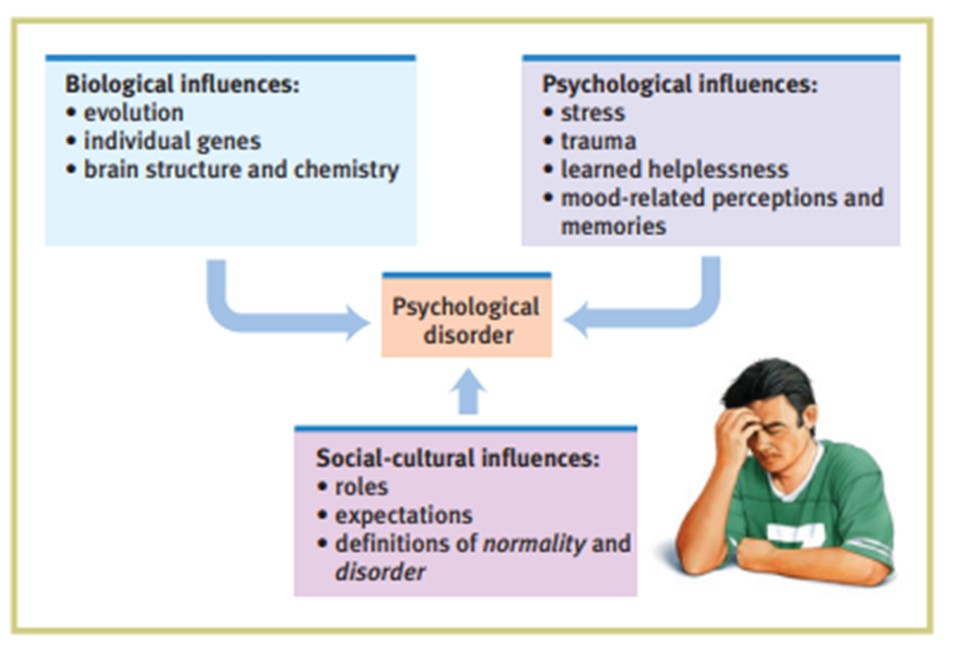 Biological influences:
• evolution
• individual genes
• brain structure and chemistry
Psychological influences:
• stress
• trauma
• learned helplessness
• mood-related perceptions and
memories
Psychological
disorder
Social-cultural influences:
• roles
• expectations
• definitions of normality and
disorder